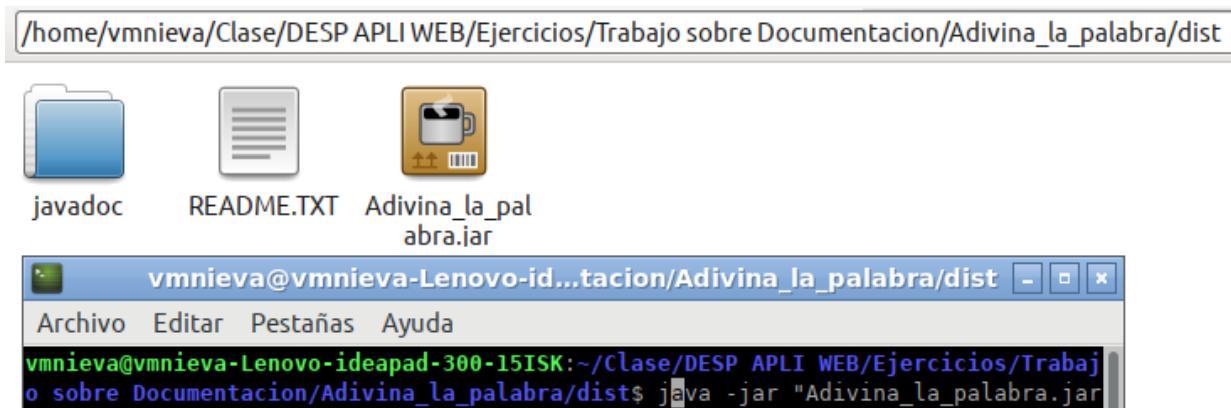 /home/vmnieva/Clase/DESP APLI WEB/Ejercicios/Trabajo sobre Documentacion/Adivina_la_palabra/dist
javadoc
README.TXT
Adivina_la_pal
abra.jar
vmnieva@vmnieva-Lenovo-id...tacion/Adivina_la_palabra/dist
Archivo Editar Pestañas Ayuda
vmnieva@vmnieva-Lenovo-ideapad-300-15ISK:~/Clase/DESP APLI WEB/Ejercicios/Trabaj
o sobre Documentacion/Adivina_la_palabra/dist$ java -jar "Adivina_la_palabra.jar